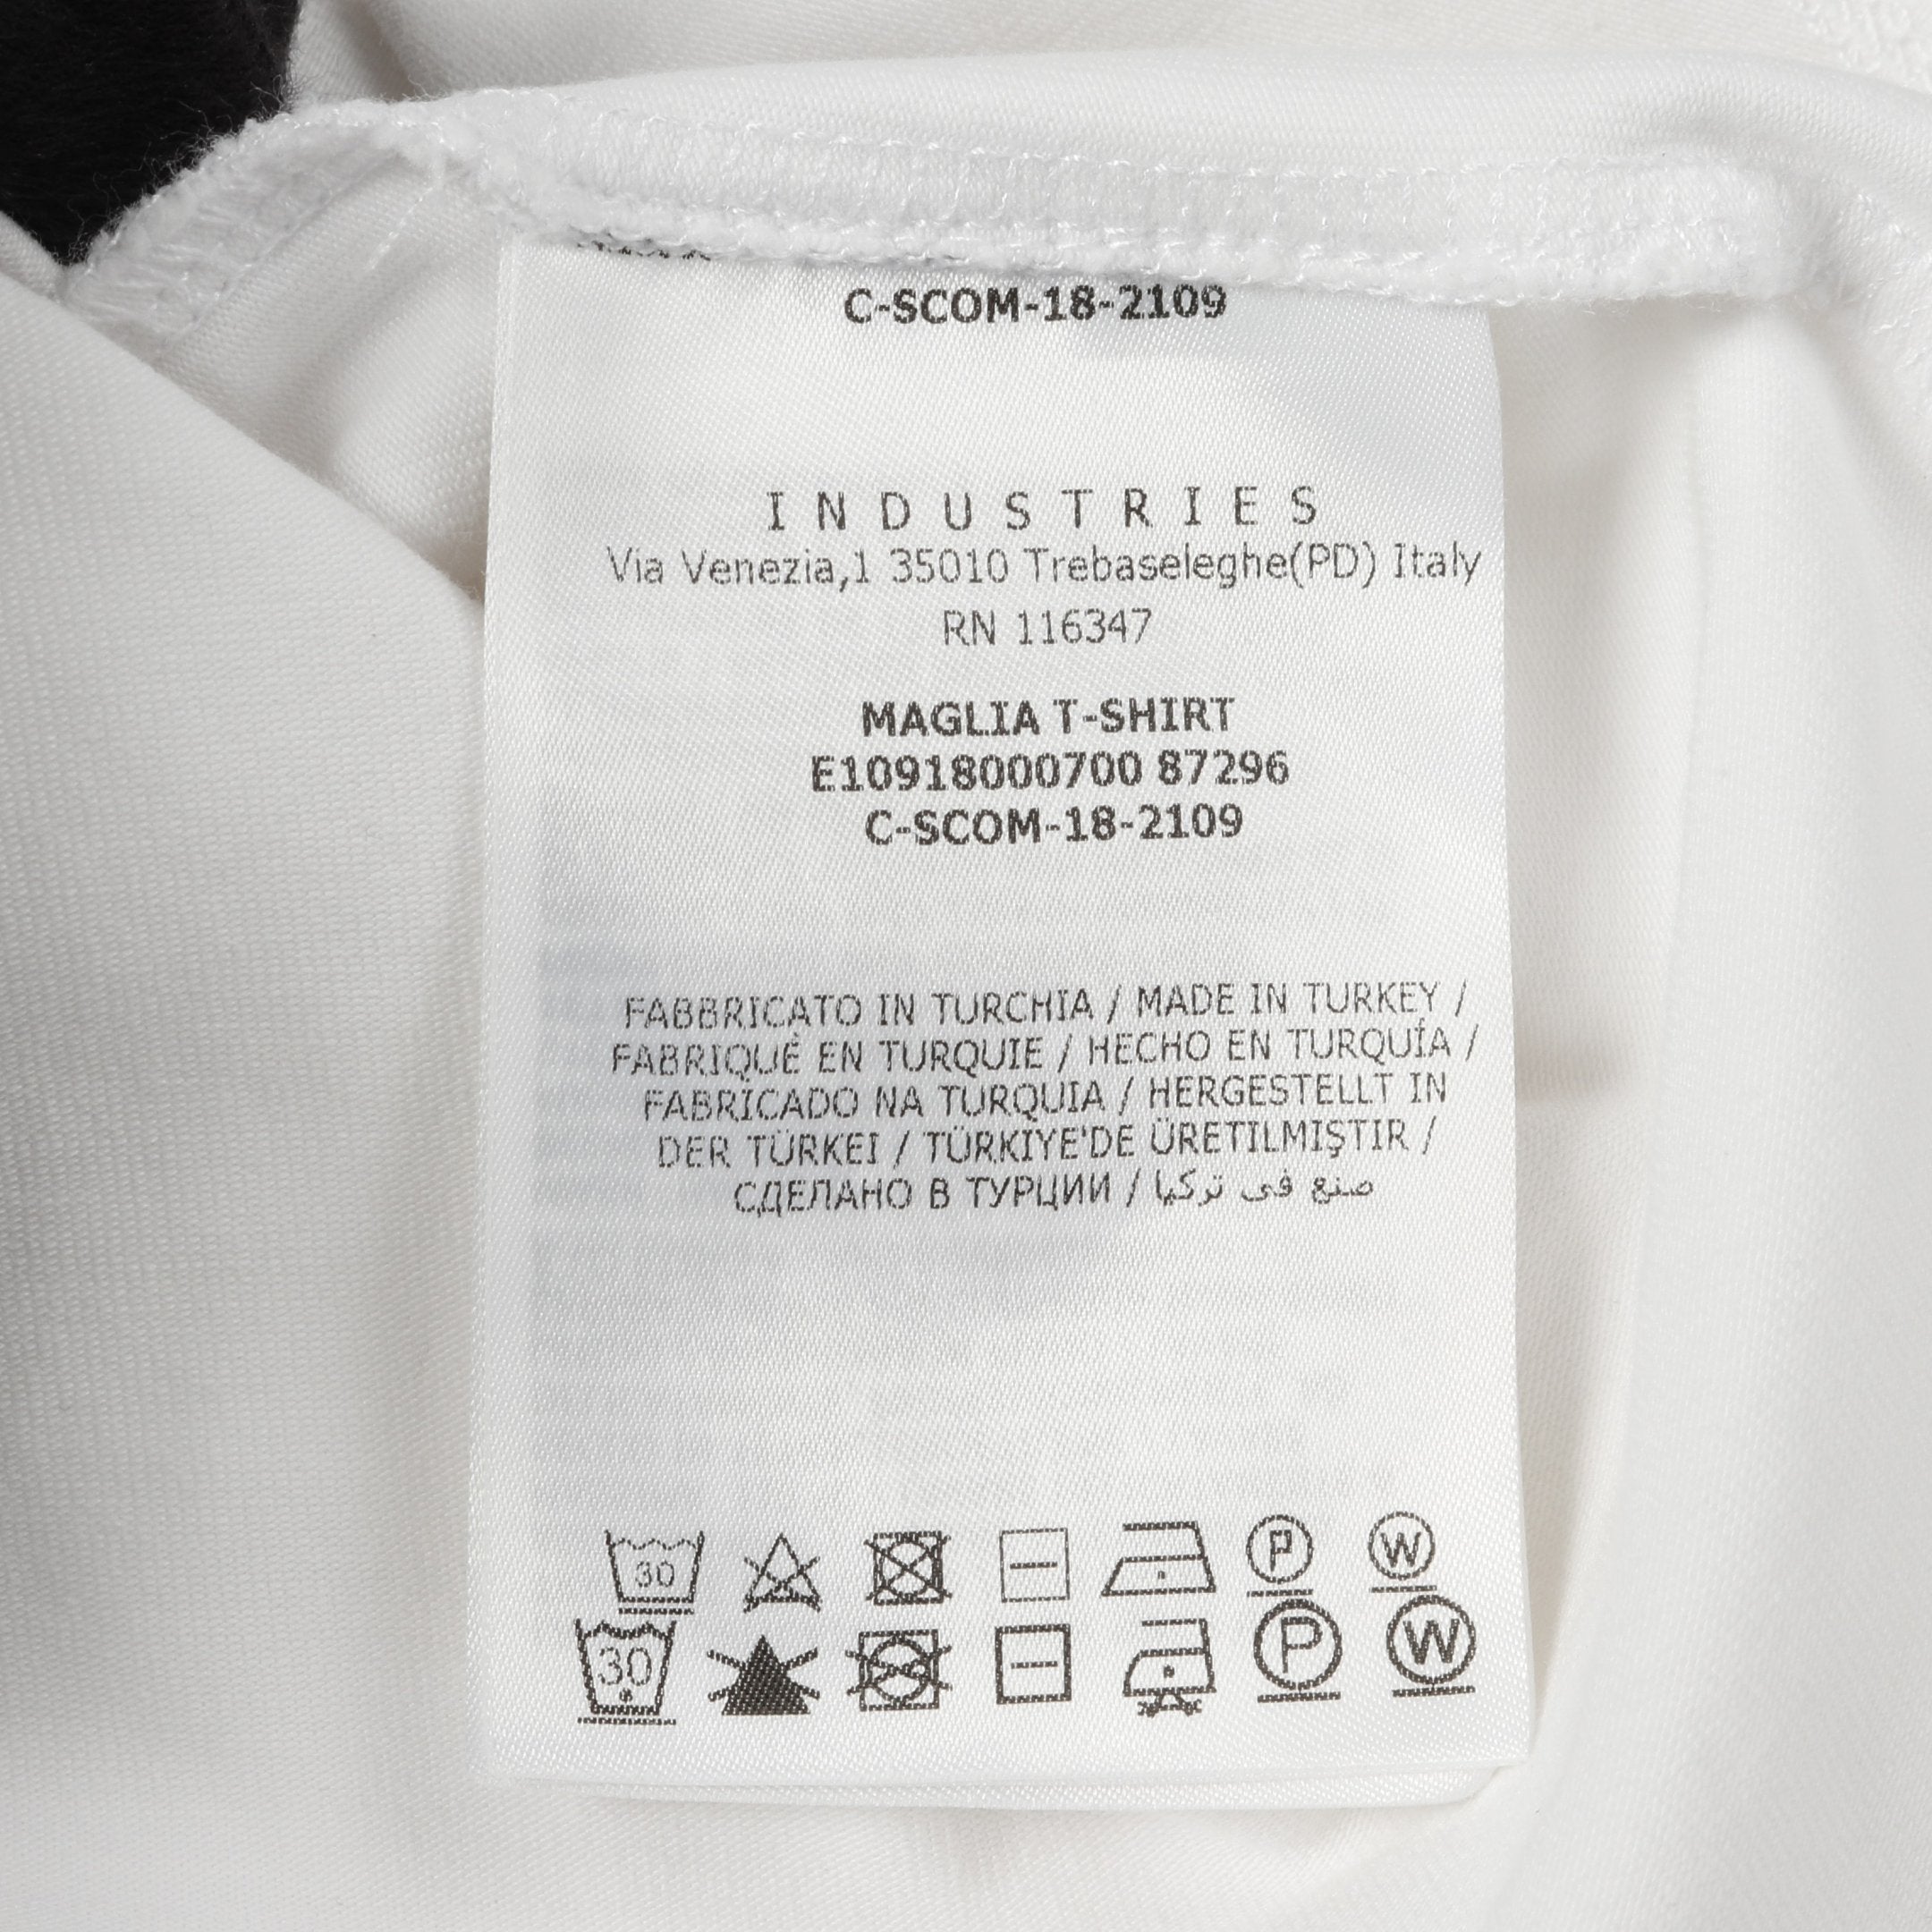 C-SCOM-18-2109
INDUSTRIES
Via Venezia,1 35010 Trebaseleghe(PD) Italy
RN 116347
MAGLIA T-SHIRT
E10918000700 87296
C-SCOM-18-2109
FABBRICATO IN TURCHIA / MADE IN TURKEY /
FABRIQUÉ EN TURQUIE / HECHO EN TURQUÍA /
FABRICADO NA TURQUIA / HERGESTELLT IN
DER TÜRKEI / TÜRKIYE'DE ÜRETILMIŞTIR /
СДЕЛАНО В ТУРЦИИ / صنع في تركيا
30 P W
30 P W